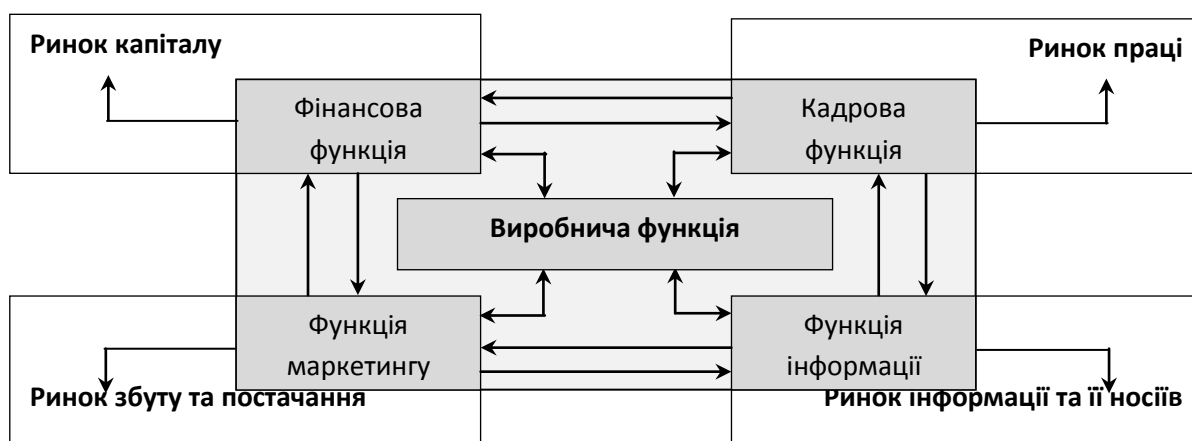 Ринок капіталу
Ринок праці
Фінансова
функція
Кадрова
функція
Виробнича функція
Функція
маркетингу
Функція
інформації
Ринок збуту та постачання
Ринок інформації та її носіїв